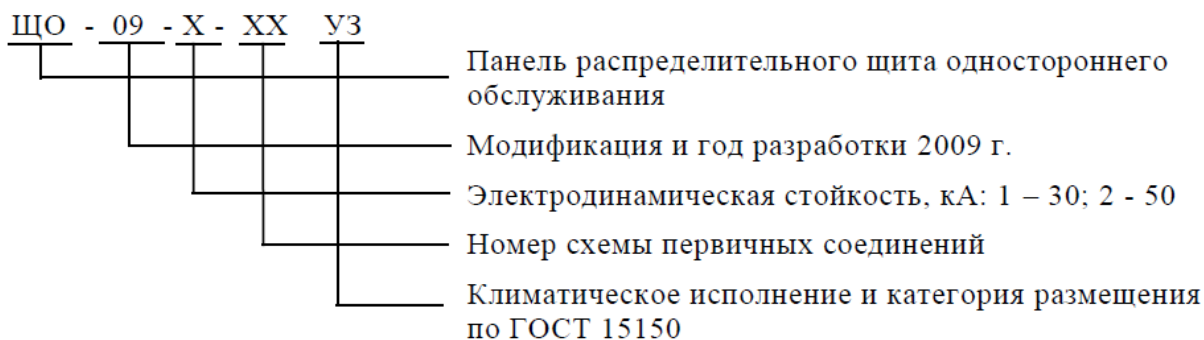 ЩО - 09 - Х - ХХ УЗ
Панель распределительного щита одностороннего
обслуживания
Модификация и год разработки 2009 г.
Электродинамическая стойкость, кА: 1 – 30; 2 - 50
Номер схемы первичных соединений
Климатическое исполнение и категория размещения
по ГОСТ 15150